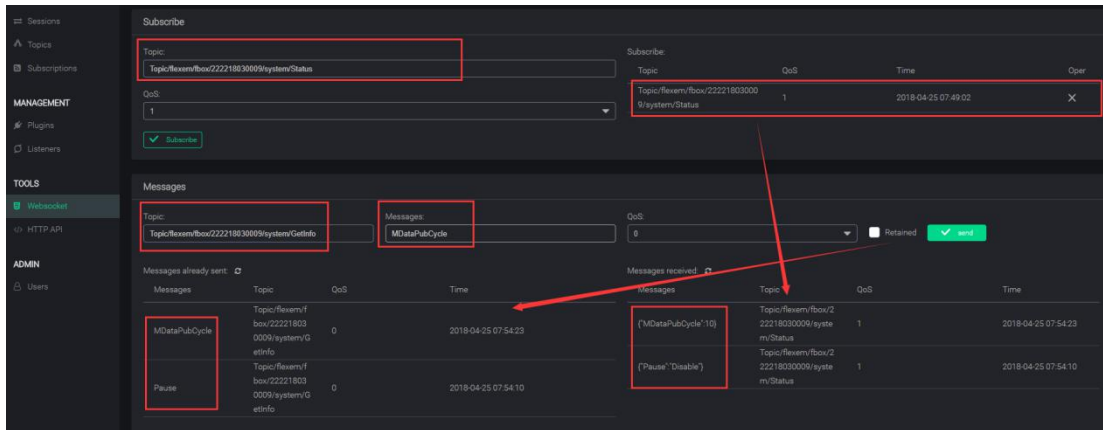 Sessions
Topics
Subscriptions
MANAGEMENT
Plugins
Listeners
TOOLS
Websocket
HTTP API
ADMIN
Users
Subscribe
Topic:
Topic/flexem/fbox/222218030009/system/Status
QoS:
1
Subscribe
Subscribe:
Topic QoS Time Oper
Topic/flexem/fbox/22221803000
9/system/Status
1 2018-04-25 07:49:02
Messages
Topic:
Topic/flexem/fbox/222218030009/system/GetInfo
Messages:
MDataPubCycle
QoS:
0
Retained
send
Messages already sent:
Messages Topic QoS Time
MDataPubCycle
Topic/flexem/f
box/22221803
0009/system/G
etInfo
0 2018-04-25 07:54:23
Pause
Topic/flexem/f
box/22221803
0009/system/G
etInfo
0 2018-04-25 07:54:10
Messages received:
Messages Topic QoS Time
{"MDataPubCycle":10}
Topic/flexem/fbox/2
22218030009/syste
m/Status
1 2018-04-25 07:54:23
{"Pause":"Disable"}
Topic/flexem/fbox/2
22218030009/syste
m/Status
1 2018-04-25 07:54:10